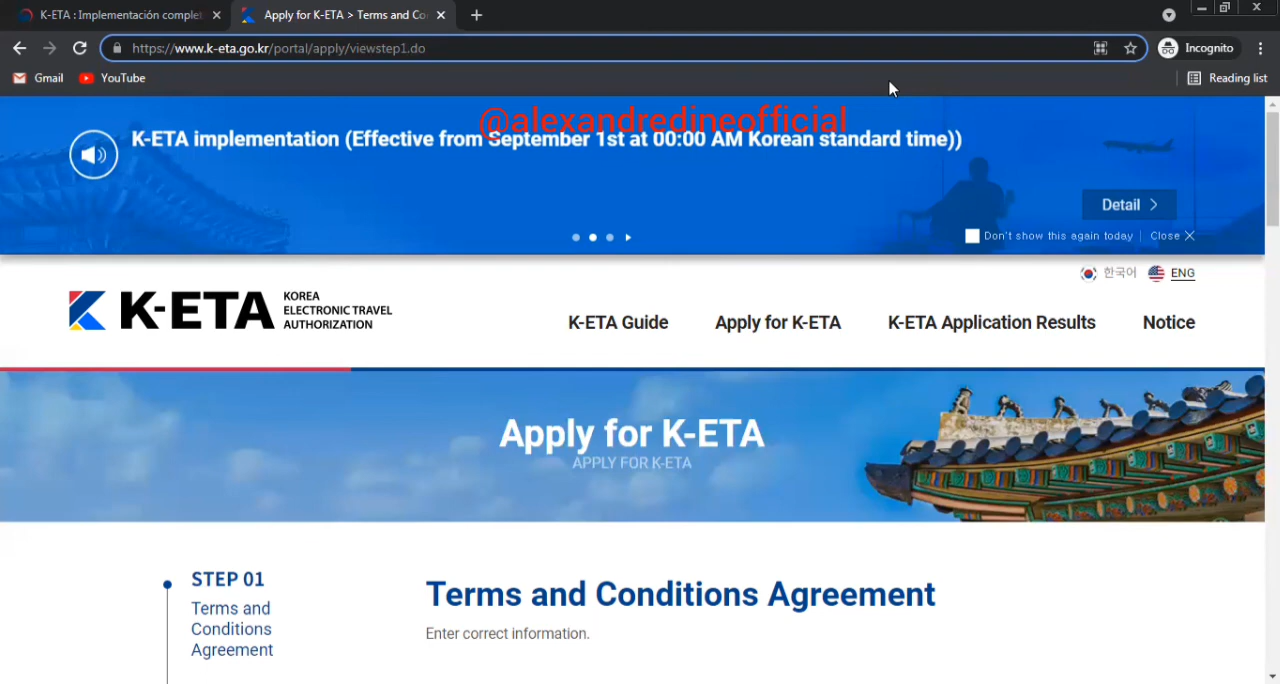 K-ETA : Implementación complet
Apply for K-ETA > Terms and Co
https://www.k-eta.go.kr/portal/apply/viewstep1.do
Incognito
Gmail
YouTube
Reading list
@alexandredineofficial
K-ETA implementation (Effective from September 1st at 00:00 AM Korean standard time))
Detail
Don't show this again today
Close
한국어
ENG
K-ETA
KOREA
ELECTRONIC TRAVEL
AUTHORIZATION
K-ETA Guide
Apply for K-ETA
K-ETA Application Results
Notice
Apply for K-ETA
APPLY FOR K-ETA
STEP 01
Terms and
Conditions
Agreement
Terms and Conditions Agreement
Enter correct information.